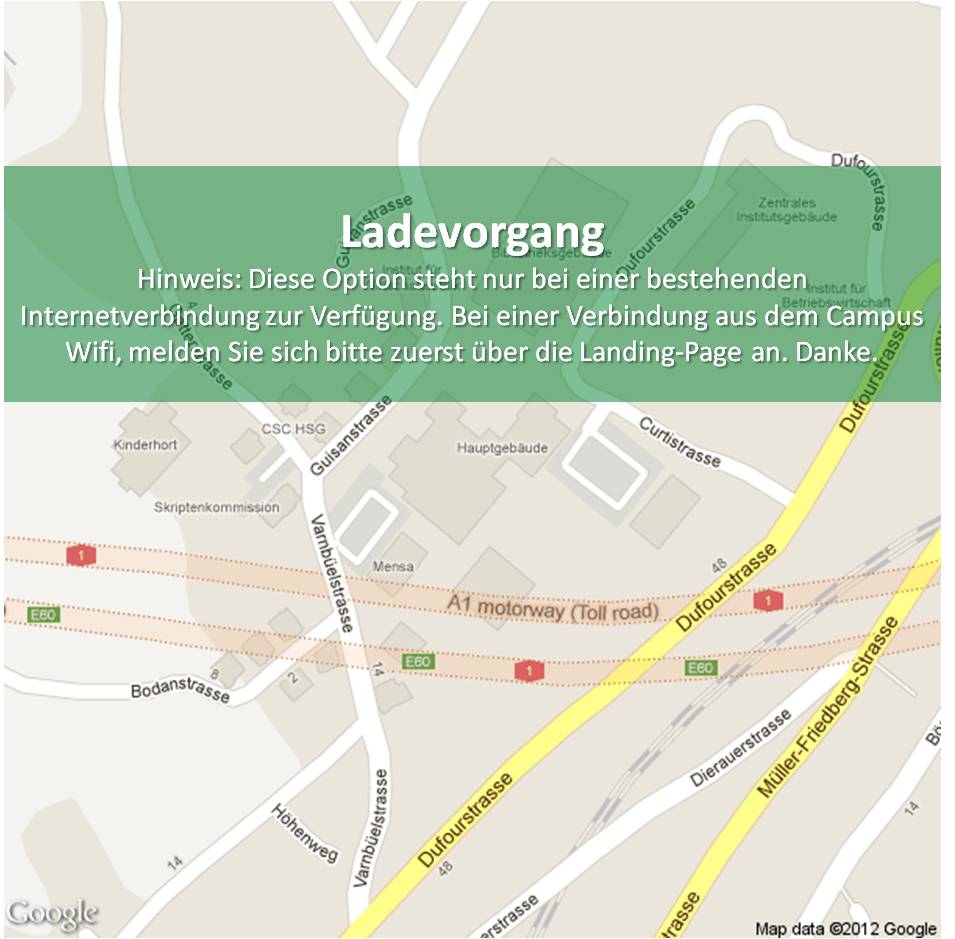 Dufourstrasse
Zentrales
Institutsgebäude
Guisanstrasse
Ladevorgang
Dufourstrasse
Institut für
Hinweis: Diese Option steht nur bei einer bestehenden
Internetverbindung zur Verfügung. Bei einer Verbindung aus dem Campus
Wifi, melden Sie sich bitte zuerst über die Landing-Page an. Danke.
Institut für
Betriebswirtschaft
Dufourstrasse
CSC HSG
Kinderhort
Guisanstrasse
Hauptgebäude
Curtistrasse
Skriptenkommission
Varnbüelstrasse
Mensa
1
48
Dufourstrasse
A1 motorway (Toll road)
1
E60
E60
1
E60
14
8
2
Bodanstrasse
Müller-Friedberg-Strasse
Dierauerstrasse
Höhenweg
Varnbüelstrasse
Dufourstrasse
48
14
14
Google
Map data ©2012 Google